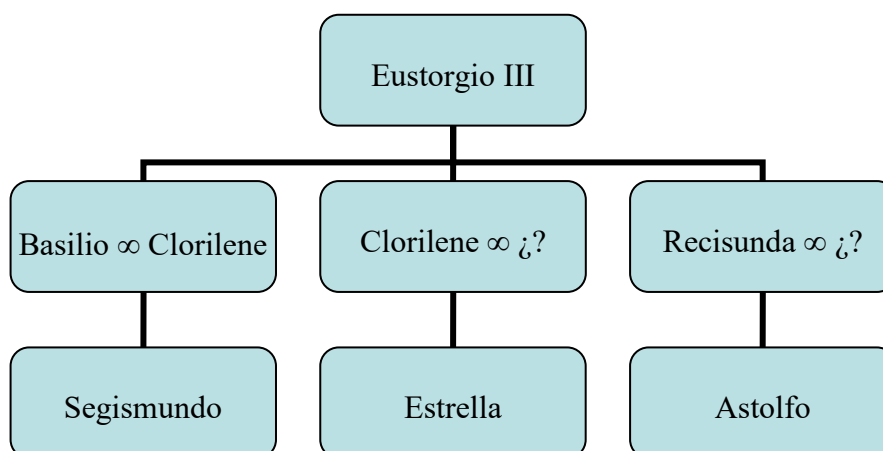 Eustorgio III
Basilio ∞ Clorilene
Clorilene ∞ ¿?
Recisunda ∞ ¿?
Segismundo
Estrella
Astolfo